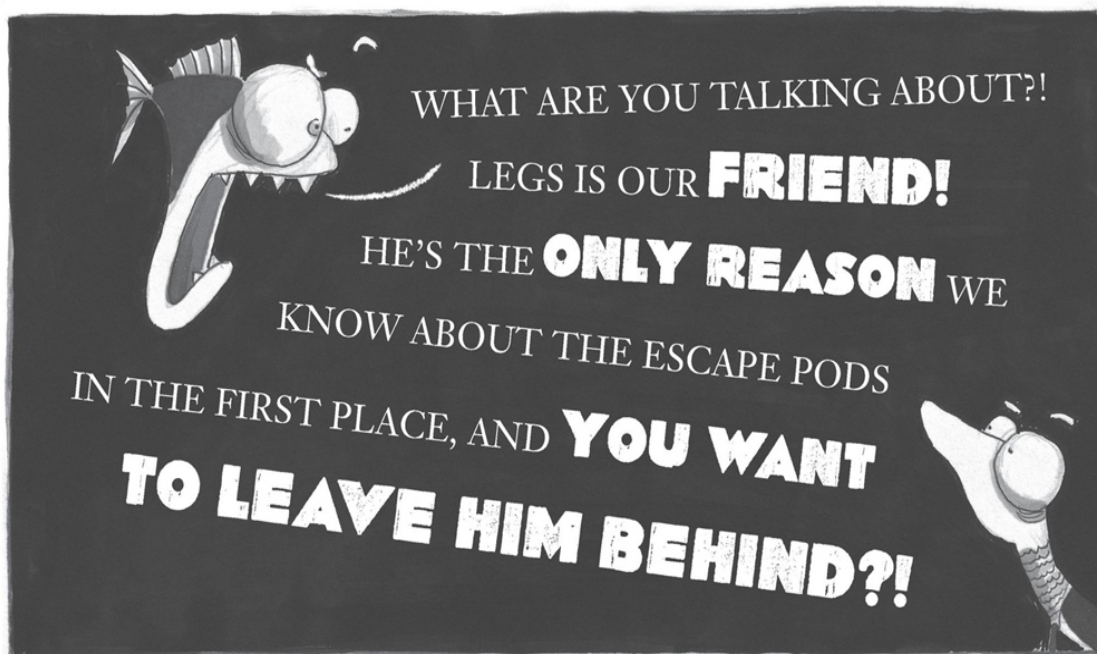 WHAT ARE YOU TALKING ABOUT?!
LEGS IS OUR FRIEND!
HE'S THE ONLY REASON WE
KNOW ABOUT THE ESCAPE PODS
IN THE FIRST PLACE, AND YOU WANT
TO LEAVE HIM BEHIND?!